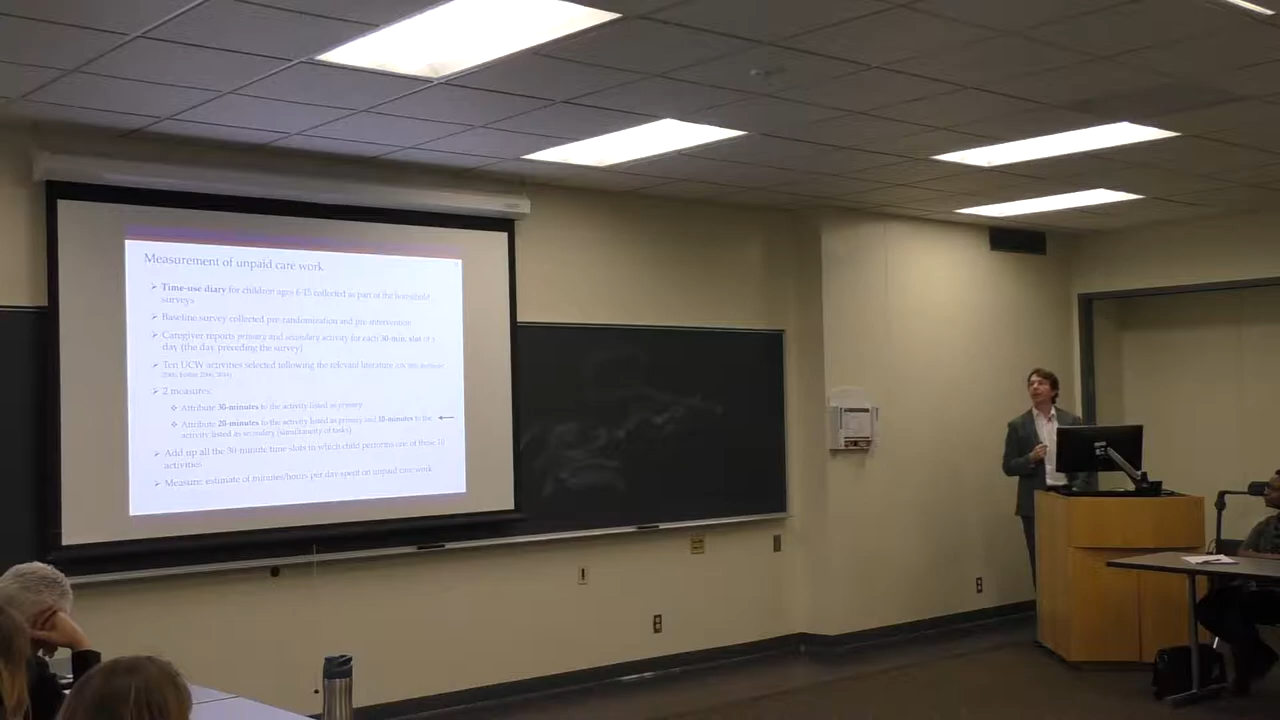 Measurement of unpaid care work
Time-use diary for children ages 6-15 collected as part of the household
surveys
Baseline survey collected pre-randomization and pre-intervention
Caregiver reports primary and secondary activity for each 30-min. slot of a
day (the day preceding the survey)
Ten UCW activities selected following the relevant literature
2 measures:
Attribute 30-minutes to the activity listed as primary
Attribute 20-minutes to the activity listed as primary and 10-minutes to the
activity listed as secondary (simultaneity of tasks)
Add up all the 30-minute time slots in which child performs one of these 10
activities
Measure: estimate of minutes/hours per day spent on unpaid care work